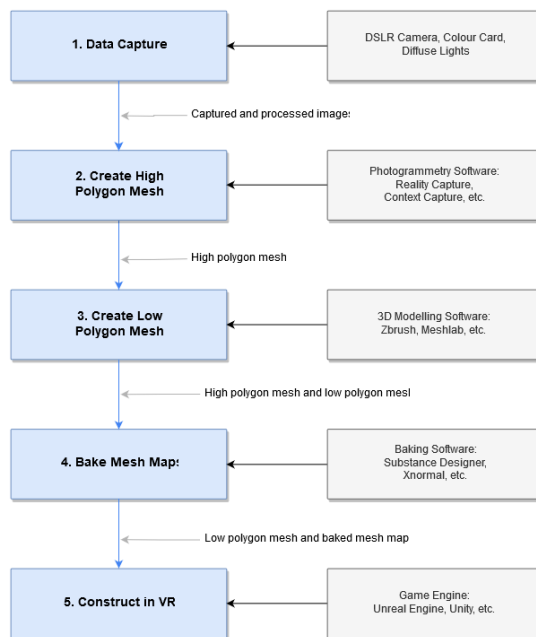 1. Data Capture
DSLR Camera, Colour Card,
Diffuse Lights
Captured and processed images
2. Create High
Polygon Mesh
Photogrammetry Software:
Reality Capture,
Context Capture, etc.
High polygon mesh
3. Create Low
Polygon Mesh
3D Modelling Software:
Zbrush, Meshlab, etc.
High polygon mesh and low polygon mesh
4. Bake Mesh Maps
Baking Software:
Substance Designer,
Xnormal, etc.
Low polygon mesh and baked mesh map
5. Construct in VR
Game Engine:
Unreal Engine, Unity, etc.